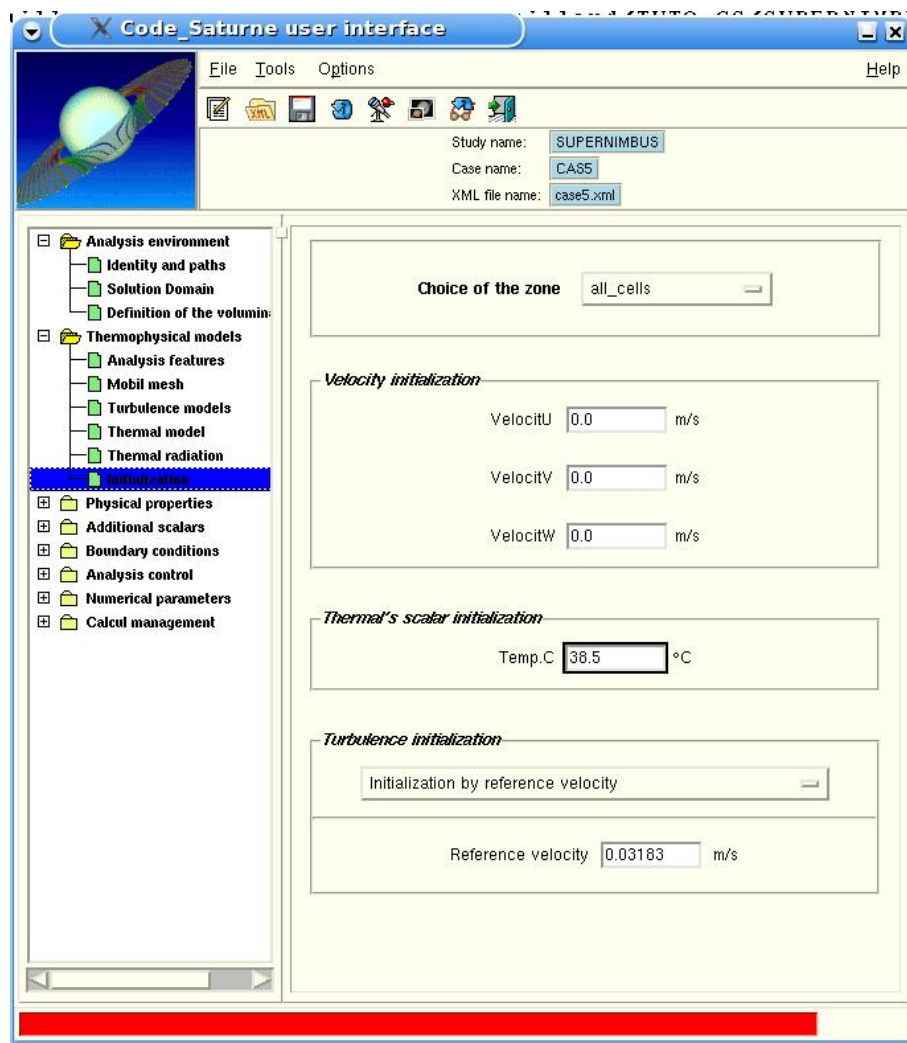 Code_Saturne user interface
File Tools Options Help
XML
Study name: SUPERNIMBUS
Case name: CAS5
XML file name: case5.xml
Analysis environment
Identity and paths
Solution Domain
Definition of the volumin
Thermophysical models
Analysis features
Mobil mesh
Turbulence models
Thermal model
Thermal radiation
Initialization
Physical properties
Additional scalars
Boundary conditions
Analysis control
Numerical parameters
Calcul management
Choice of the zone all_cells
Velocity initialization
VelocitU 0.0 m/s
VelocitV 0.0 m/s
VelocitW 0.0 m/s
Thermal's scalar initialization
Temp.C 38.5 °C
Turbulence initialization
Initialization by reference velocity
Reference velocity 0.03183 m/s